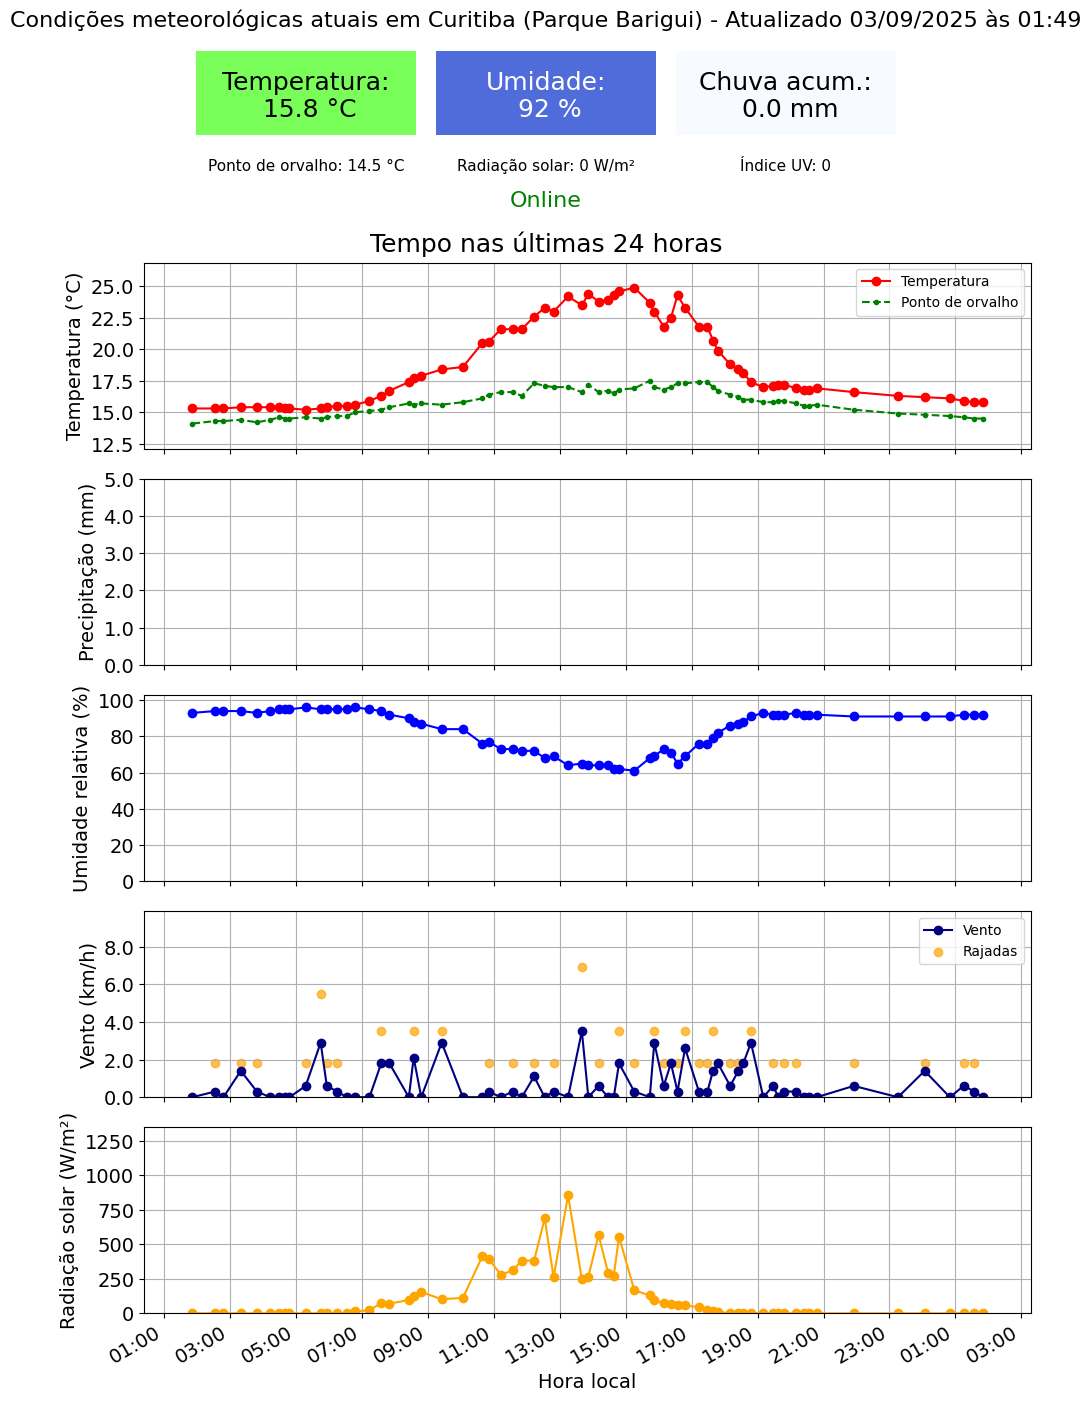 Condições meteorológicas atuais em Curitiba (Parque Barigui) - Atualizado 03/09/2025 às 01:49
Temperatura:
15.8 °C
Umidade:
92 %
Chuva acum.:
0.0 mm
Ponto de orvalho: 14.5 °C
Radiação solar: 0 W/m²
Índice UV: 0
Online
Tempo nas últimas 24 horas
Temperatura (°C)
25.0
22.5
20.0
17.5
15.0
12.5
Temperatura
Ponto de orvalho
Precipitação (mm)
5.0
4.0
3.0
2.0
1.0
0.0
Umidade relativa (%)
100
80
60
40
20
0
Vento (km/h)
8.0
6.0
4.0
2.0
0.0
Vento
Rajadas
Radiação solar (W/m²)
1250
1000
750
500
250
0
01:00
03:00
05:00
07:00
09:00
11:00
13:00
15:00
17:00
19:00
21:00
23:00
01:00
03:00
Hora local